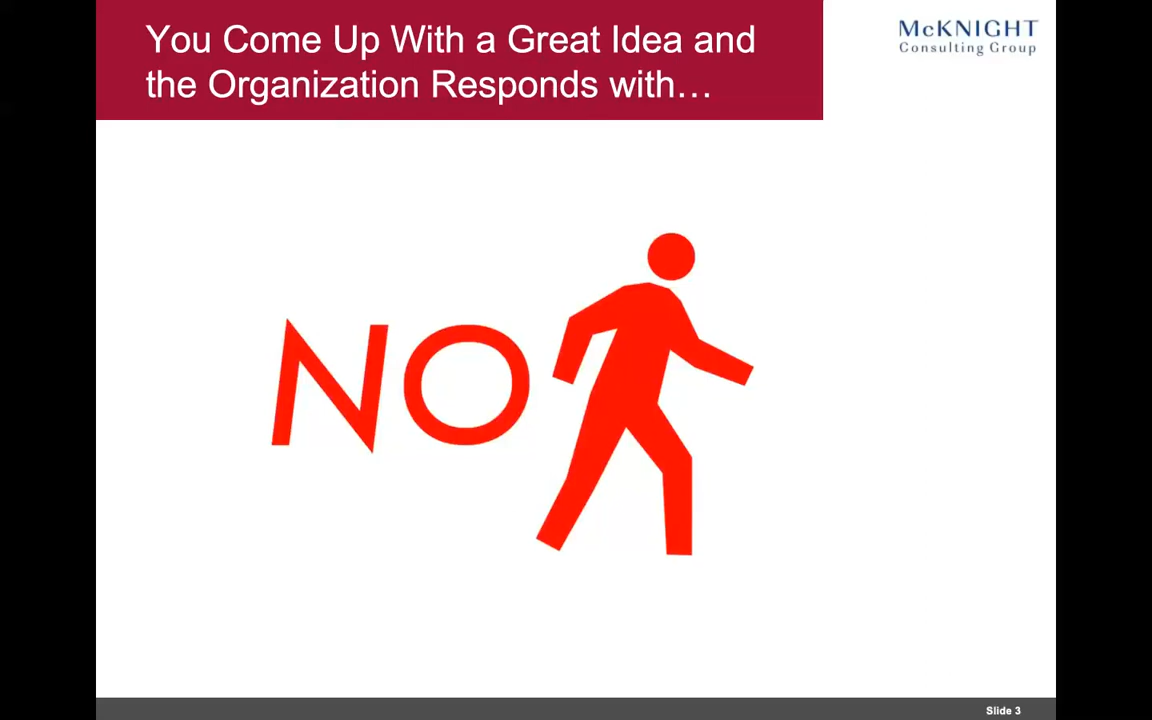 You Come Up With a Great Idea and
the Organization Responds with…
McKNIGHT
Consulting Group
NO
Slide 3